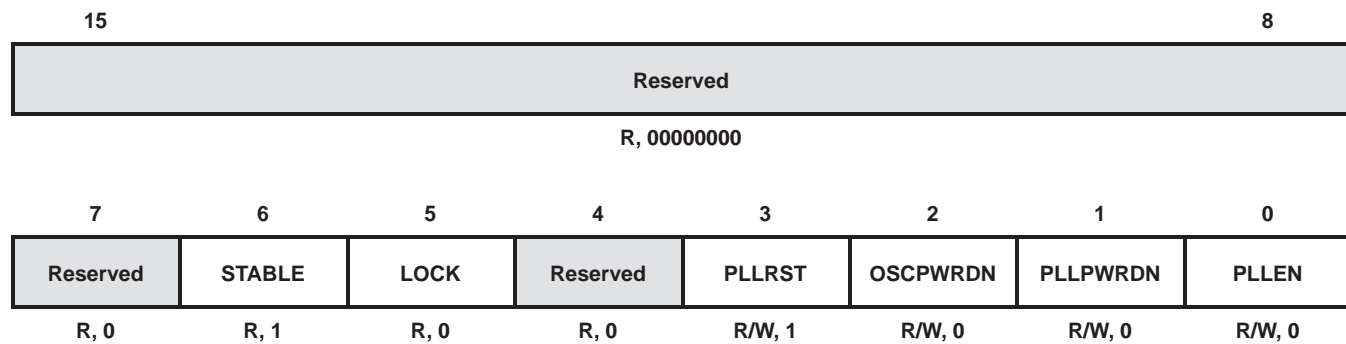 15 8
Reserved
R, 00000000
7 6 5 4 3 2 1 0
Reserved STABLE LOCK Reserved PLLRST OSCPWRDN PLLPWRDN PLLEN
R, 0 R, 1 R, 0 R, 0 R/W, 1 R/W, 0 R/W, 0 R/W, 0